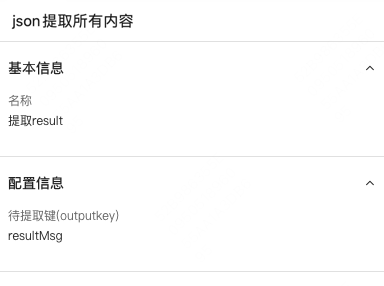 json提取所有内容
基本信息
名称
提取result
配置信息
待提取键(outputkey)
resultMsg